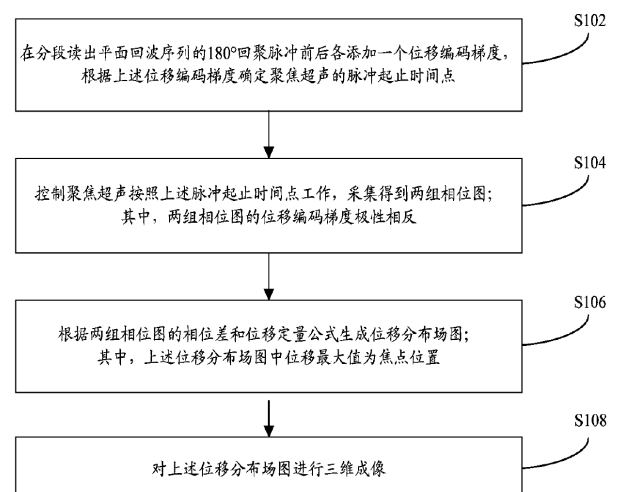 S102
在分段读出平面回波序列的180°回聚脉冲前后各添加一个位移编码梯度，
根据上述位移编码梯度确定聚焦超声的脉冲起止时间点
S104
控制聚焦超声按照上述脉冲起止时间点工作，采集得到两组相位图；
其中，两组相位图的位移编码梯度极性相反
S106
根据两组相位图的相位差和位移定量公式生成位移分布场图；
其中，上述位移分布场图中位移最大值为焦点位置
S108
对上述位移分布场图进行三维成像